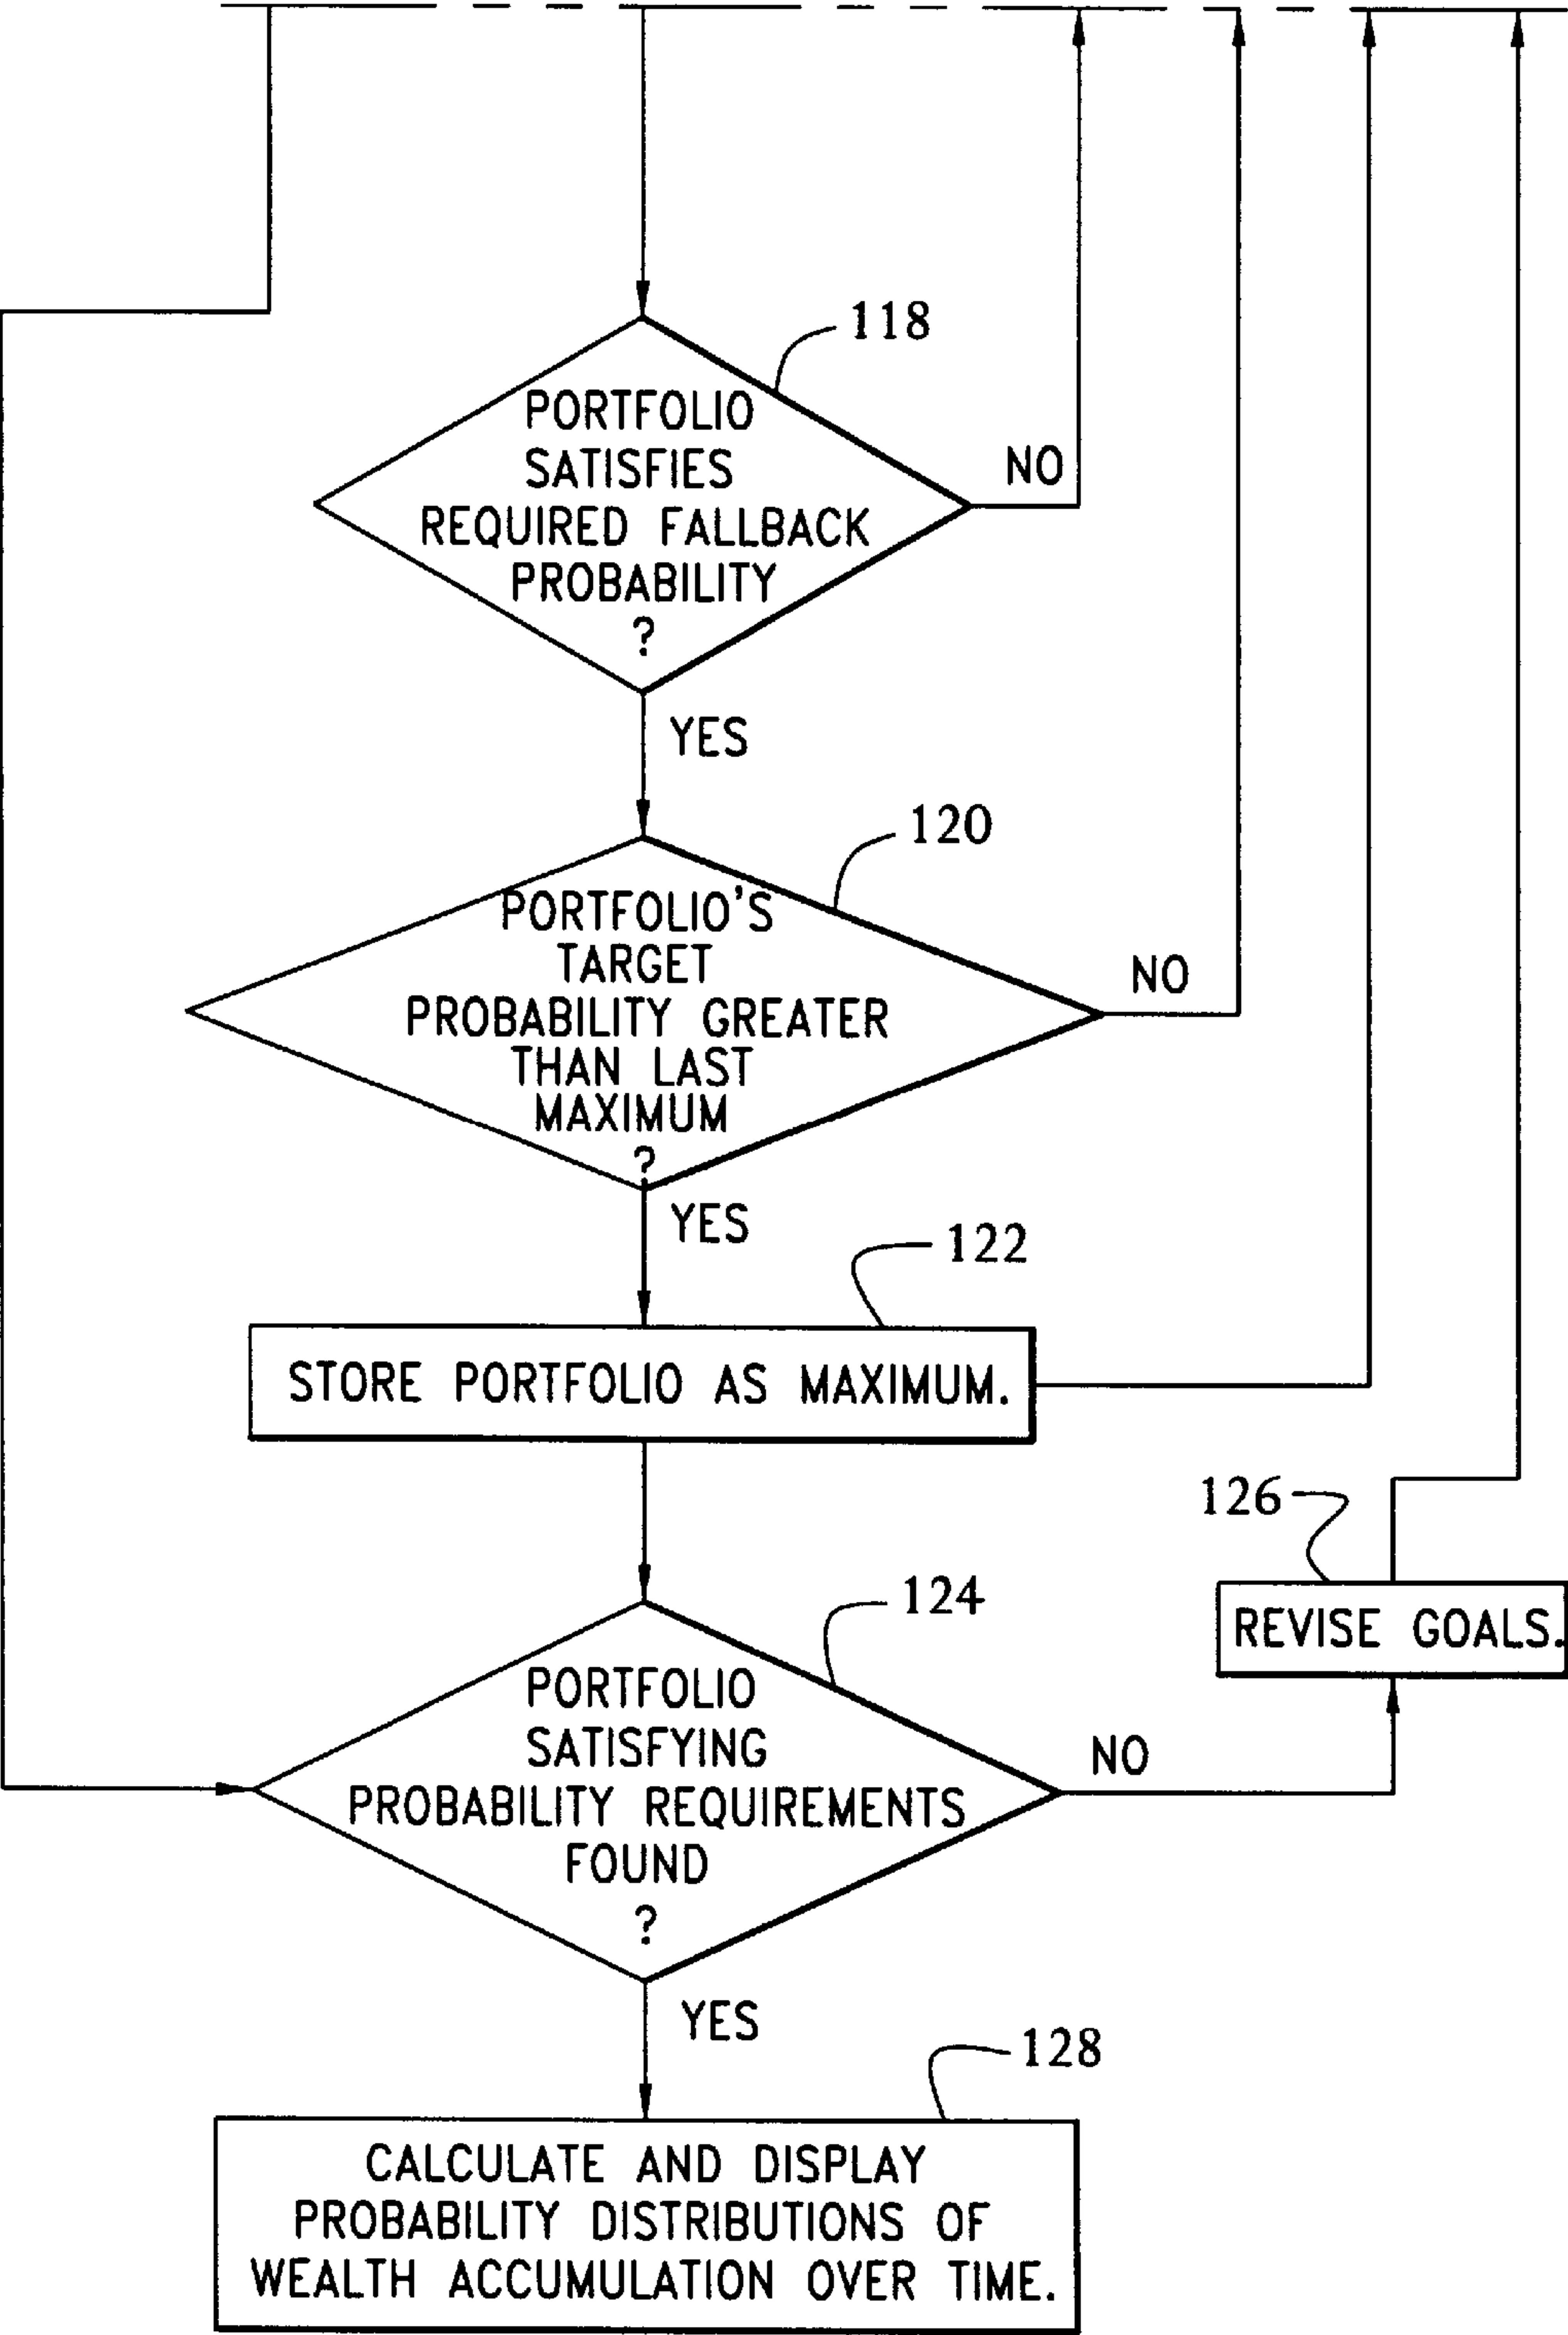 118
PORTFOLIO
SATISFIES
REQUIRED FALLBACK
PROBABILITY
?
NO
YES
120
PORTFOLIO'S
TARGET
PROBABILITY GREATER
THAN LAST
MAXIMUM
?
NO
YES
122
STORE PORTFOLIO AS MAXIMUM.
126
REVISE GOALS.
124
PORTFOLIO
SATISFYING
PROBABILITY REQUIREMENTS
FOUND
?
NO
YES
128
CALCULATE AND DISPLAY
PROBABILITY DISTRIBUTIONS OF
WEALTH ACCUMULATION OVER TIME.